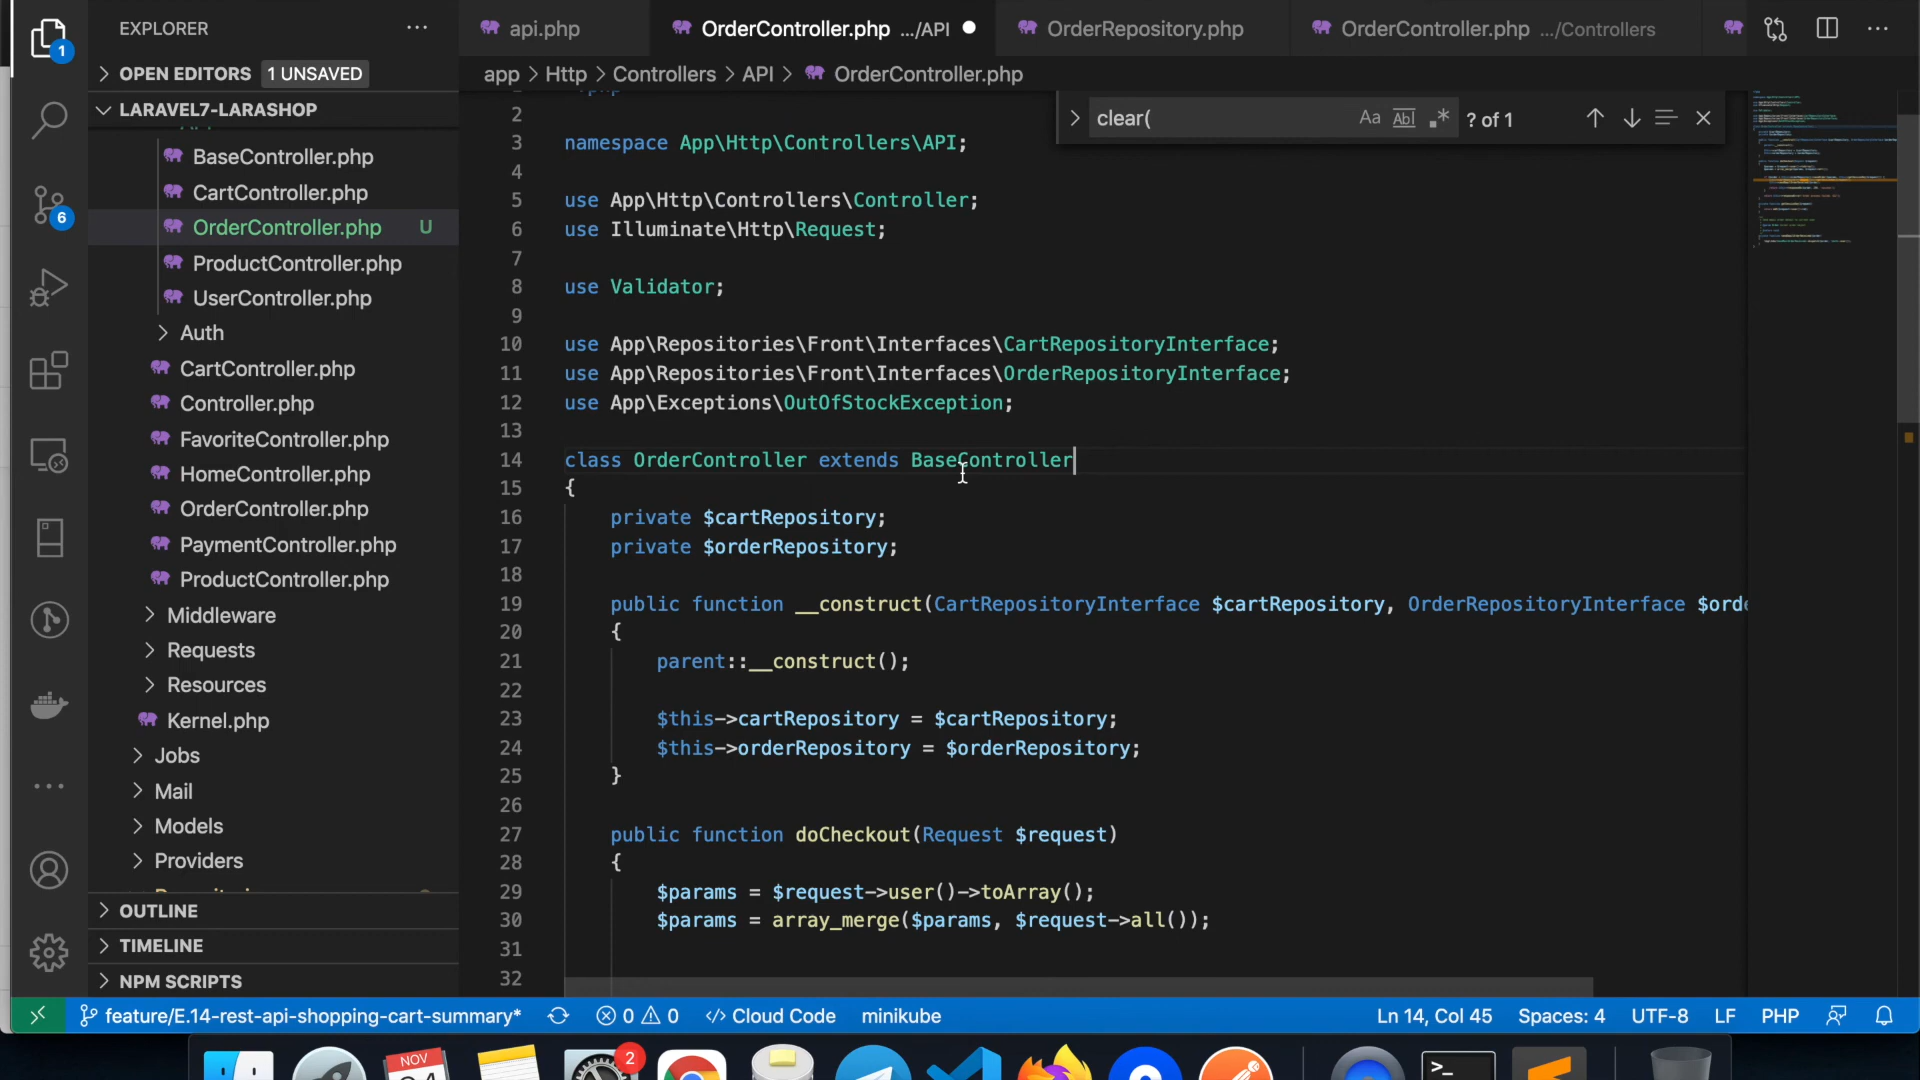 EXPLORER
OPEN EDITORS 1 UNSAVED
LARAVEL7-LARASHOP
BaseController.php
CartController.php
OrderController.php U
ProductController.php
UserController.php
Auth
CartController.php
Controller.php
FavoriteController.php
HomeController.php
OrderController.php
PaymentController.php
ProductController.php
Middleware
Requests
Resources
Kernel.php
Jobs
Mail
Models
Providers
OUTLINE
TIMELINE
NPM SCRIPTS
1
6
api.php OrderController.php .../API OrderRepository.php OrderController.php .../Controllers
app > Http > Controllers > API > OrderController.php
clear( Aa Abl .* ? of 1
2
3 namespace App\Http\Controllers\API;
4
5 use App\Http\Controllers\Controller;
6 use Illuminate\Http\Request;
7
8 use Validator;
9
10 use App\Repositories\Front\Interfaces\CartRepositoryInterface;
11 use App\Repositories\Front\Interfaces\OrderRepositoryInterface;
12 use App\Exceptions\OutOfStockException;
13
14 class OrderController extends BaseController
15 {
16 private $cartRepository;
17 private $orderRepository;
18
19 public function __construct(CartRepositoryInterface $cartRepository, OrderRepositoryInterface $orde
20 {
21 parent::__construct();
22
23 $this->cartRepository = $cartRepository;
24 $this->orderRepository = $orderRepository;
25 }
26
27 public function doCheckout(Request $request)
28 {
29 $params = $request->user()->toArray();
30 $params = array_merge($params, $request->all());
31
32
feature/E.14-rest-api-shopping-cart-summary* 0 0 Cloud Code minikube Ln 14, Col 45 Spaces: 4 UTF-8 LF PHP
NOV
2